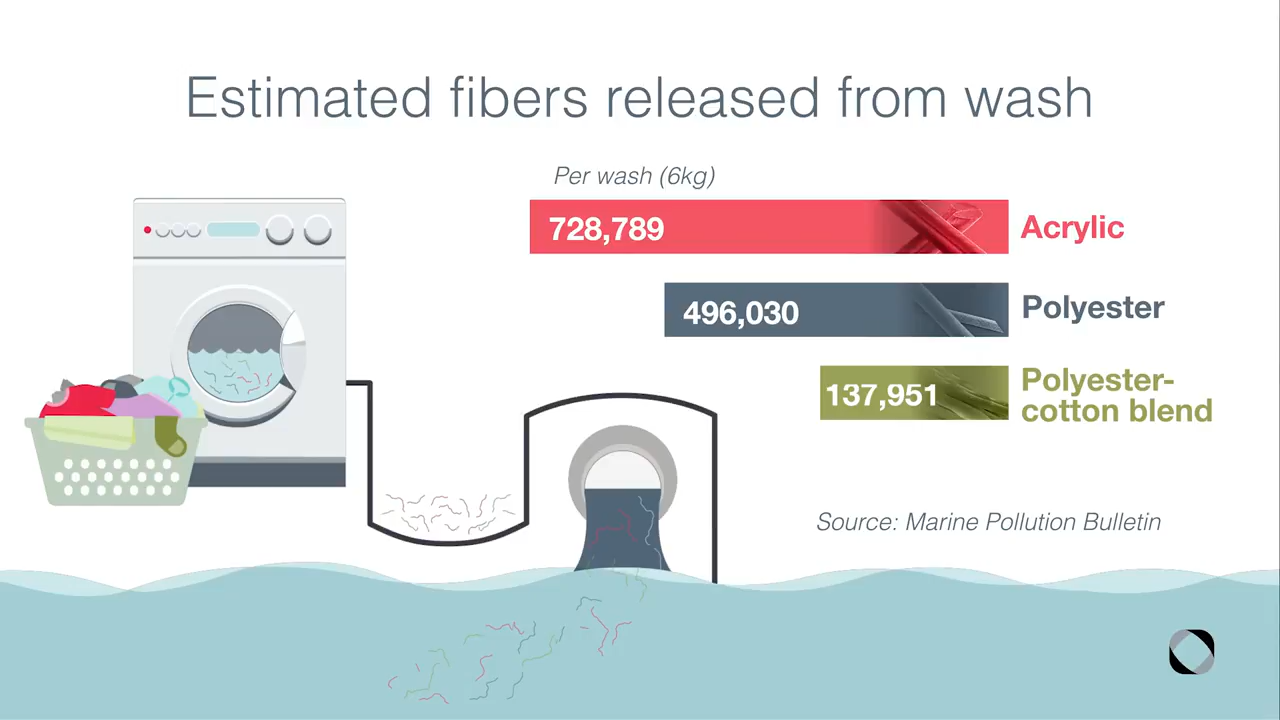 Estimated fibers released from wash
Per wash (6kg)
728,789
Acrylic
496,030
Polyester
137,951
Polyester-
cotton blend
Source: Marine Pollution Bulletin